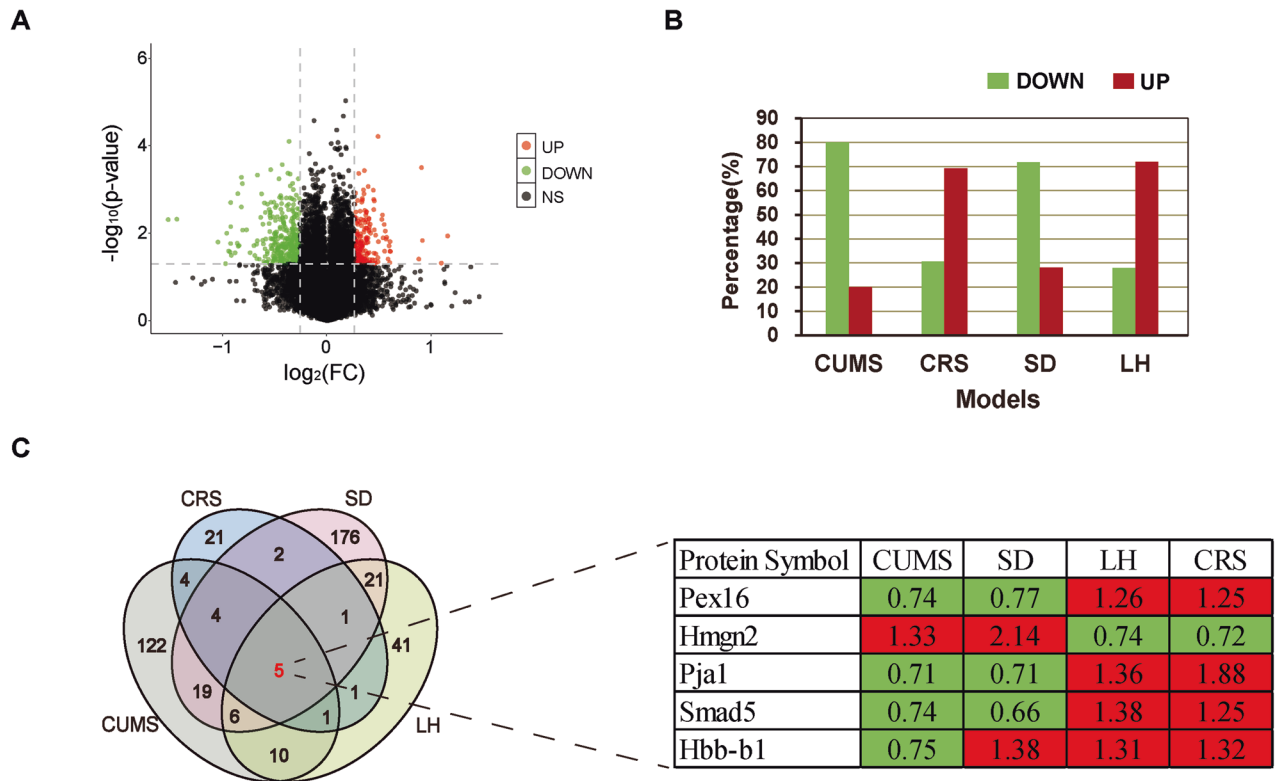 A
-log10(p-value)
6
4
2
0
−1
0
1
log2(FC)
UP
DOWN
NS
B
DOWN
UP
Percentage(%)
90
80
70
60
50
40
30
20
10
0
CUMS CRS SD LH
Models
C
CRS
SD
21
2
176
4
21
4
1
122
41
5
19
1
6
1
10
CUMS
LH
Protein Symbol CUMS SD LH CRS
Pex16 0.74 0.77 1.26 1.25
Hmgn2 1.33 2.14 0.74 0.72
Pja1 0.71 0.71 1.36 1.88
Smad5 0.74 0.66 1.38 1.25
Hbb-b1 0.75 1.38 1.31 1.32